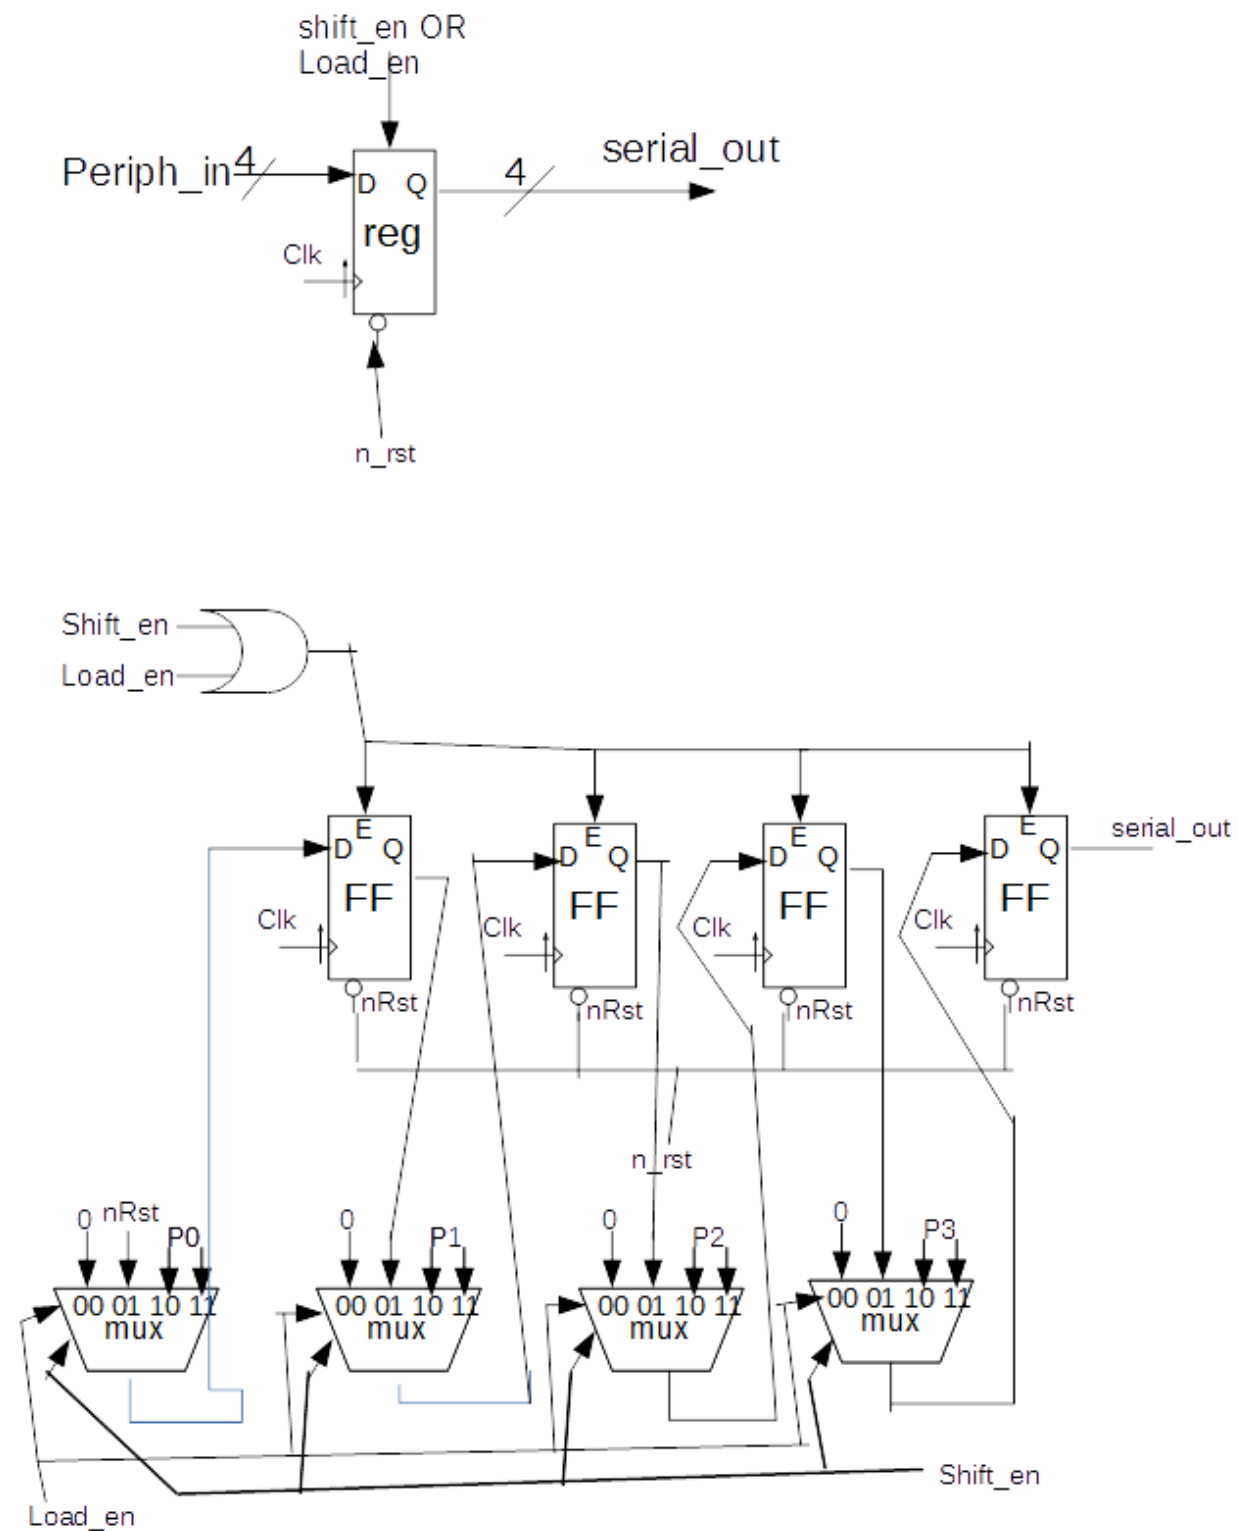 shift_en OR
Load_en
Periph_in
4
4
serial_out
D Q
reg
Clk
n_rst
Shift_en
Load_en
E
D Q
FF
Clk
nRst
E
D Q
FF
Clk
nRst
E
D Q
FF
Clk
nRst
E
D Q
FF
Clk
nRst
serial_out
n_rst
0 nRst P0
00 01 10 11
mux
0 P1
00 01 10 11
mux
0 P2
00 01 10 11
mux
0 P3
00 01 10 11
mux
Shift_en
Load_en